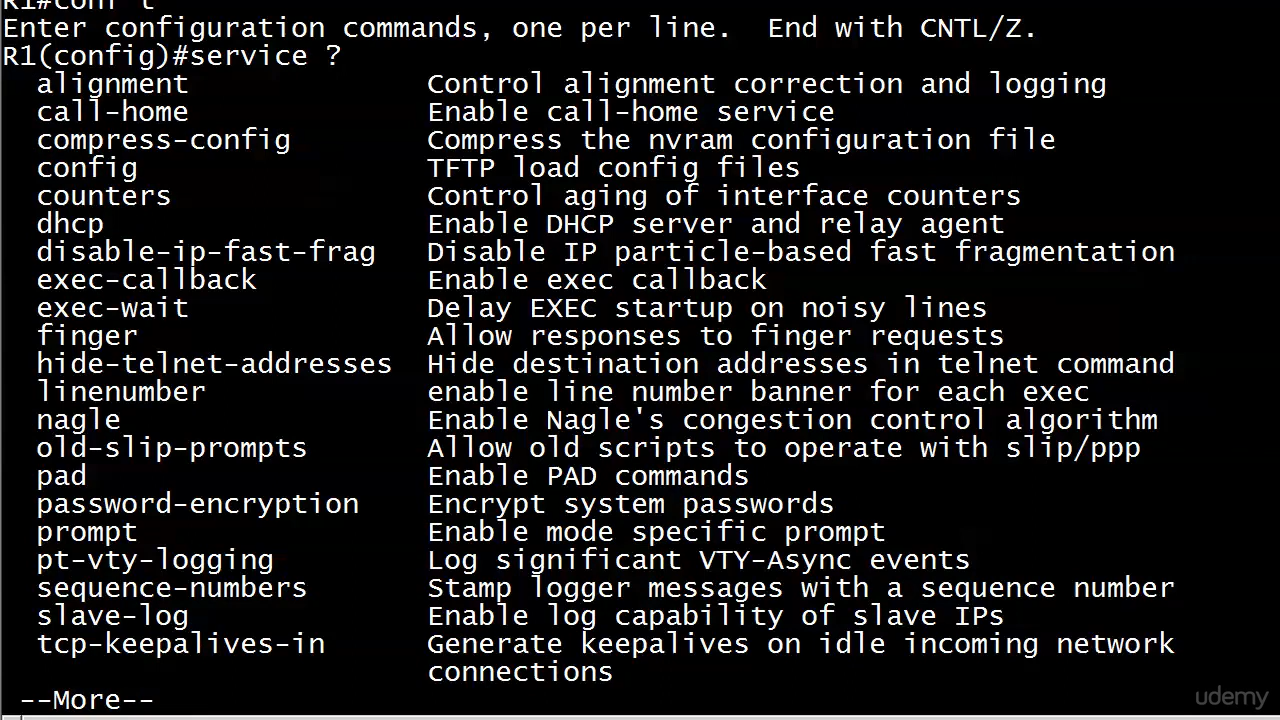 R1#conf t
Enter configuration commands, one per line.  End with CNTL/Z.
R1(config)#service ?
  alignment              Control alignment correction and logging
  call-home              Enable call-home service
  compress-config        Compress the nvram configuration file
  config                 TFTP load config files
  counters               Control aging of interface counters
  dhcp                   Enable DHCP server and relay agent
  disable-ip-fast-frag   Disable IP particle-based fast fragmentation
  exec-callback          Enable exec callback
  exec-wait              Delay EXEC startup on noisy lines
  finger                 Allow responses to finger requests
  hide-telnet-addresses  Hide destination addresses in telnet command
  linenumber             enable line number banner for each exec
  nagle                  Enable Nagle's congestion control algorithm
  old-slip-prompts       Allow old scripts to operate with slip/ppp
  pad                    Enable PAD commands
  password-encryption    Encrypt system passwords
  prompt                 Enable mode specific prompt
  pt-vty-logging         Log significant VTY-Async events
  sequence-numbers       Stamp logger messages with a sequence number
  slave-log              Enable log capability of slave IPs
  tcp-keepalives-in      Generate keepalives on idle incoming network
                         connections
 --More--
udemy